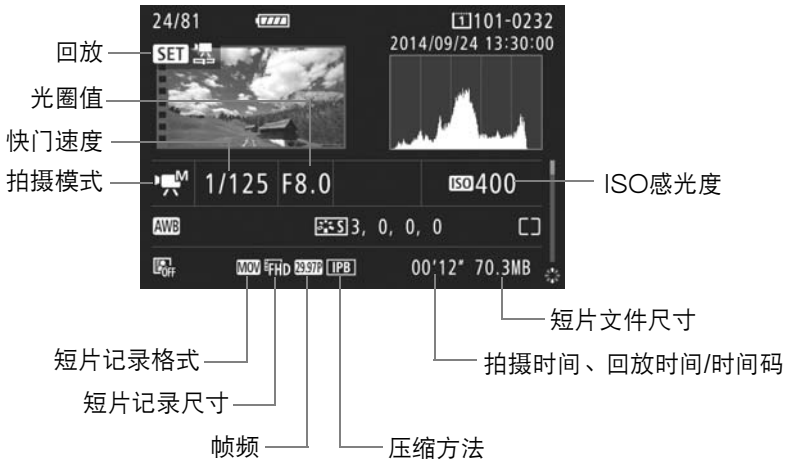 24/81
1 101-0232
2014/09/24 13:30:00
回放
SET
光圈值
快门速度
拍摄模式
M
1/125 F8.0
ISO 400
ISO感光度
AWB
S 3, 0, 0, 0
OFF
MOV FHD 29.97P IPB
00'12" 70.3MB
短片文件尺寸
短片记录格式
拍摄时间、回放时间/时间码
短片记录尺寸
帧频
压缩方法